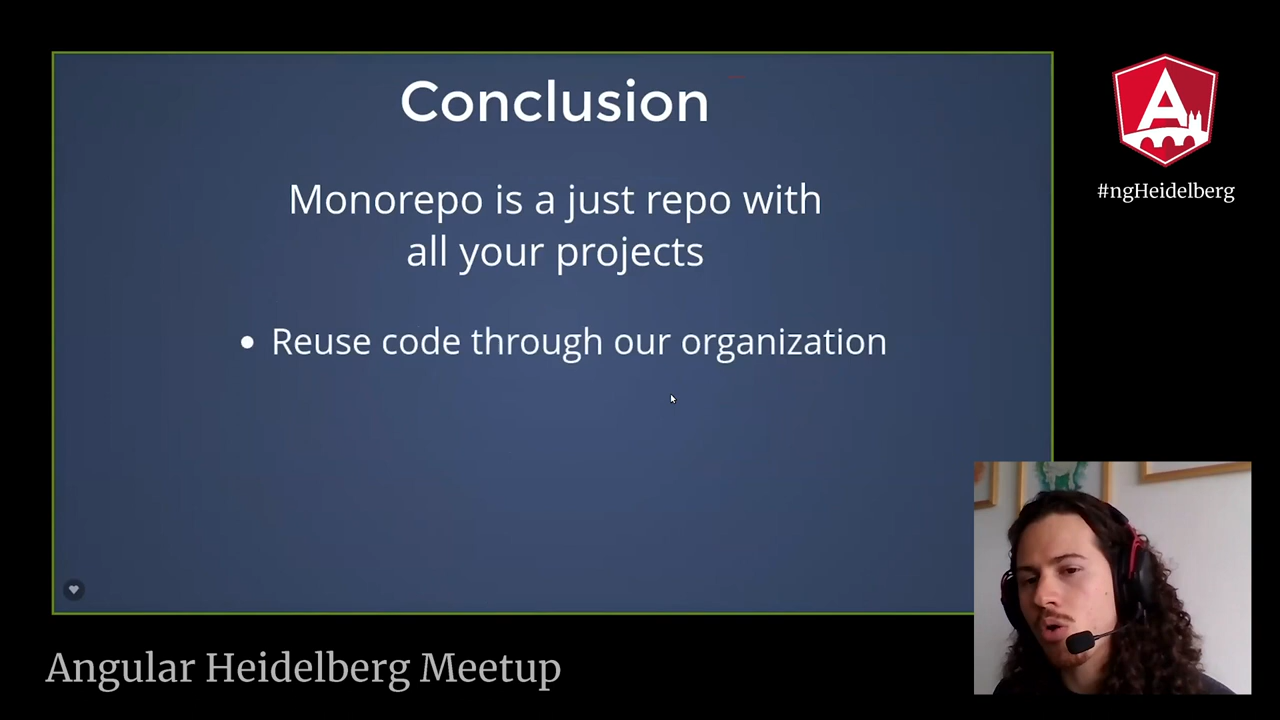 Conclusion
Monorepo is a just repo with
all your projects
• Reuse code through our organization
A
#ngHeidelberg
Angular Heidelberg Meetup